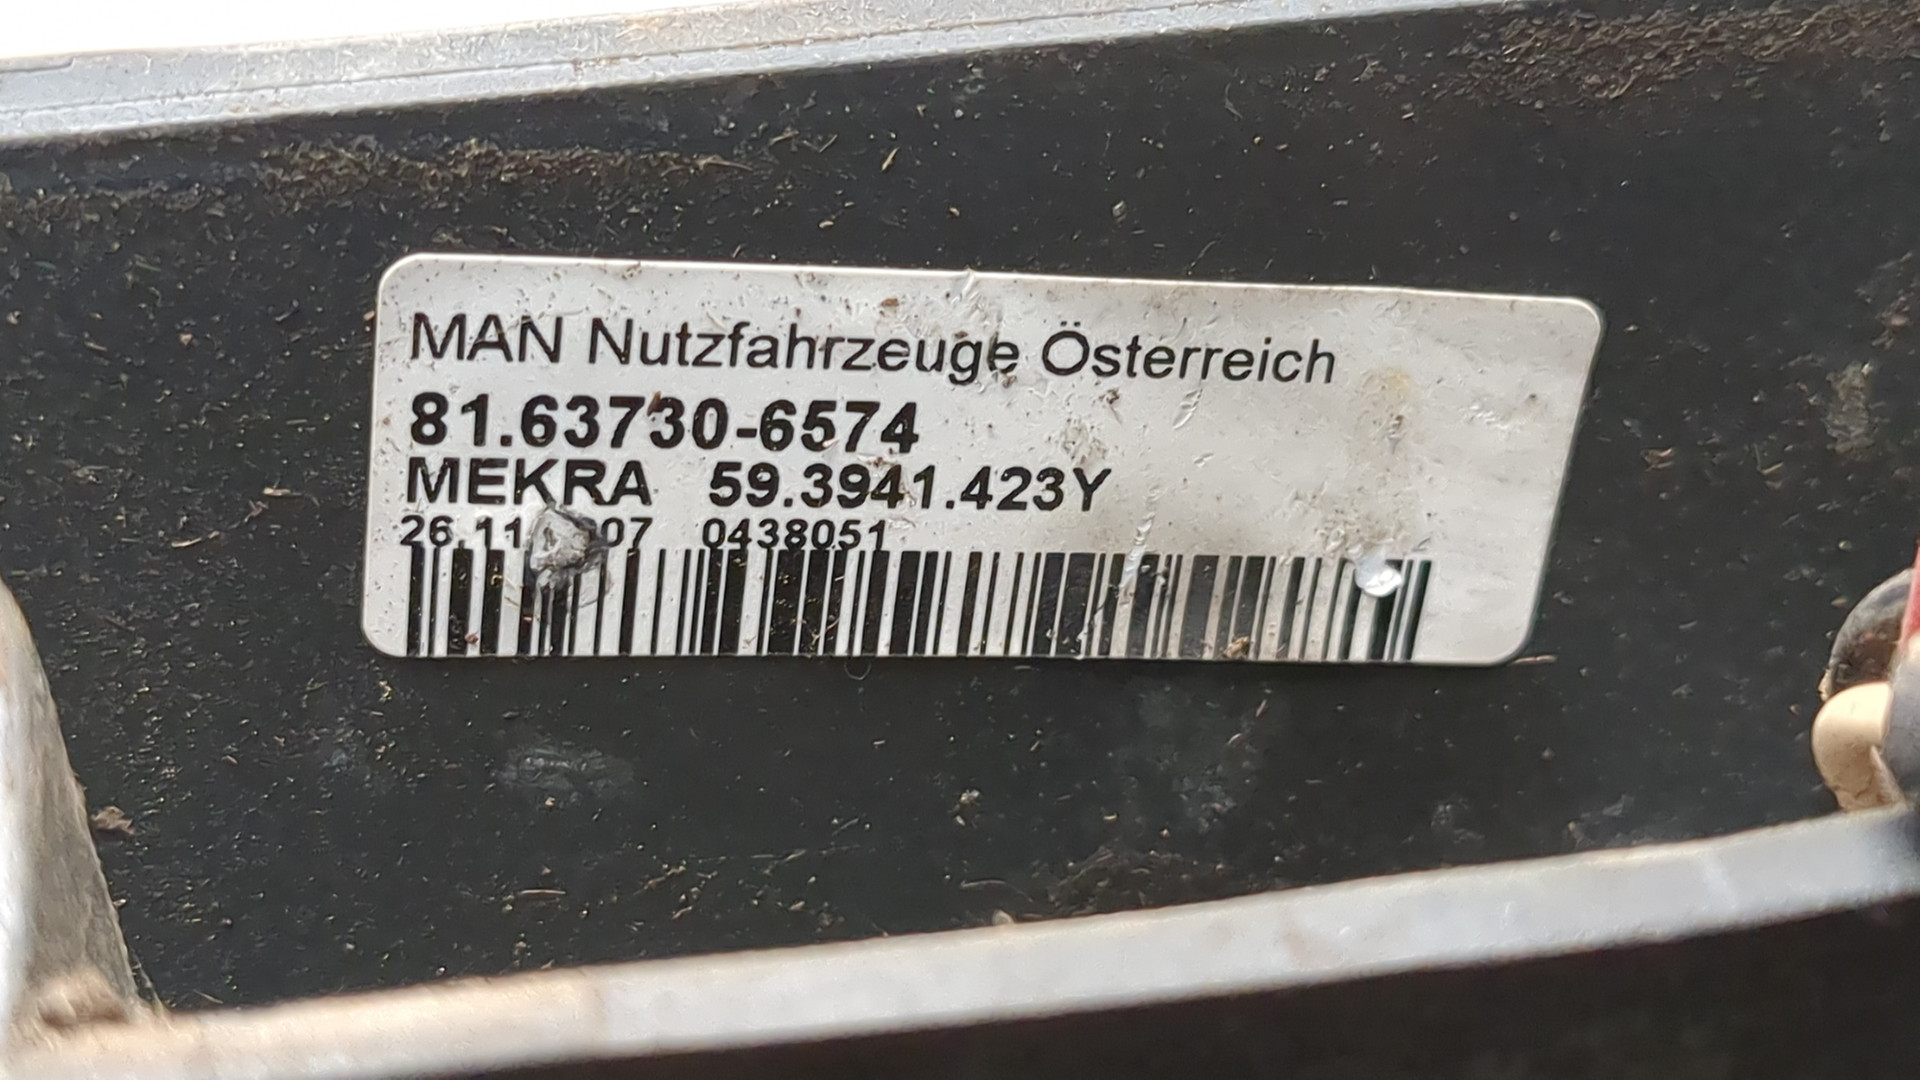 MAN Nutzfahrzeuge Österreich
81.63730-6574
MEKRA 59.3941.423Y
0438051